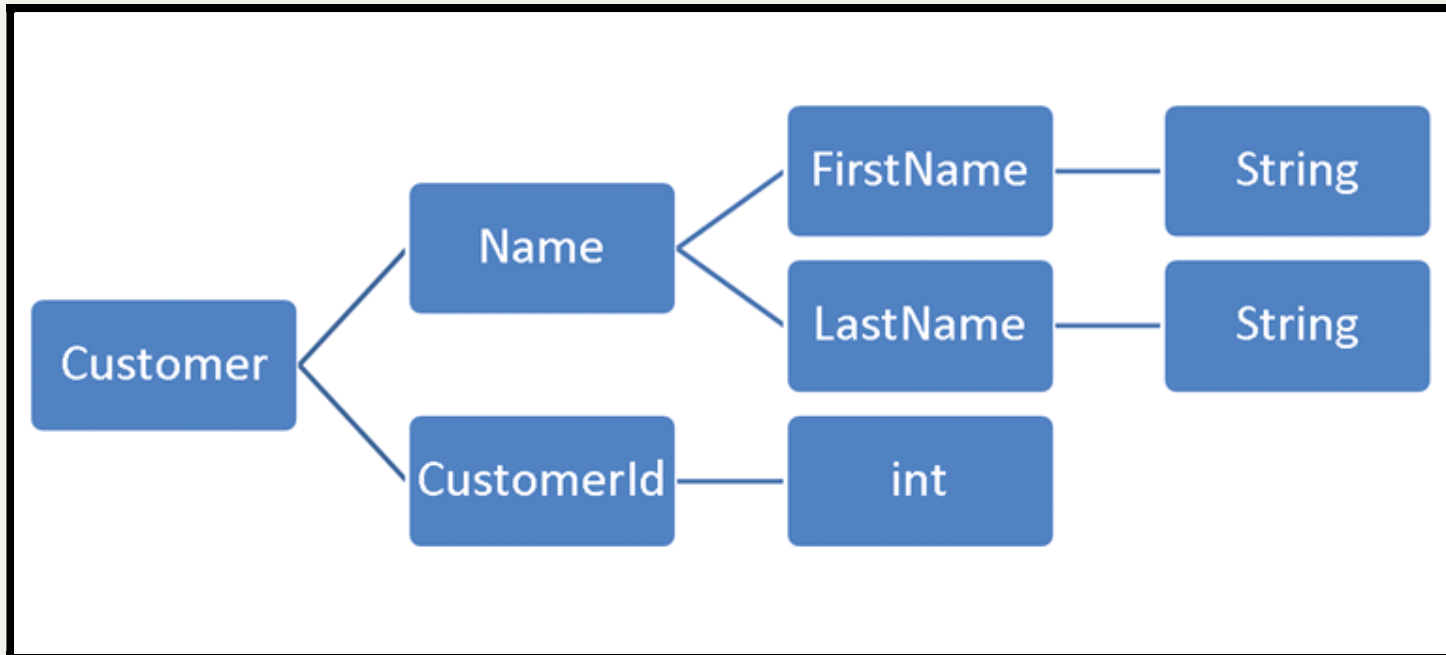 Customer
Name
FirstName
String
LastName
String
CustomerId
int